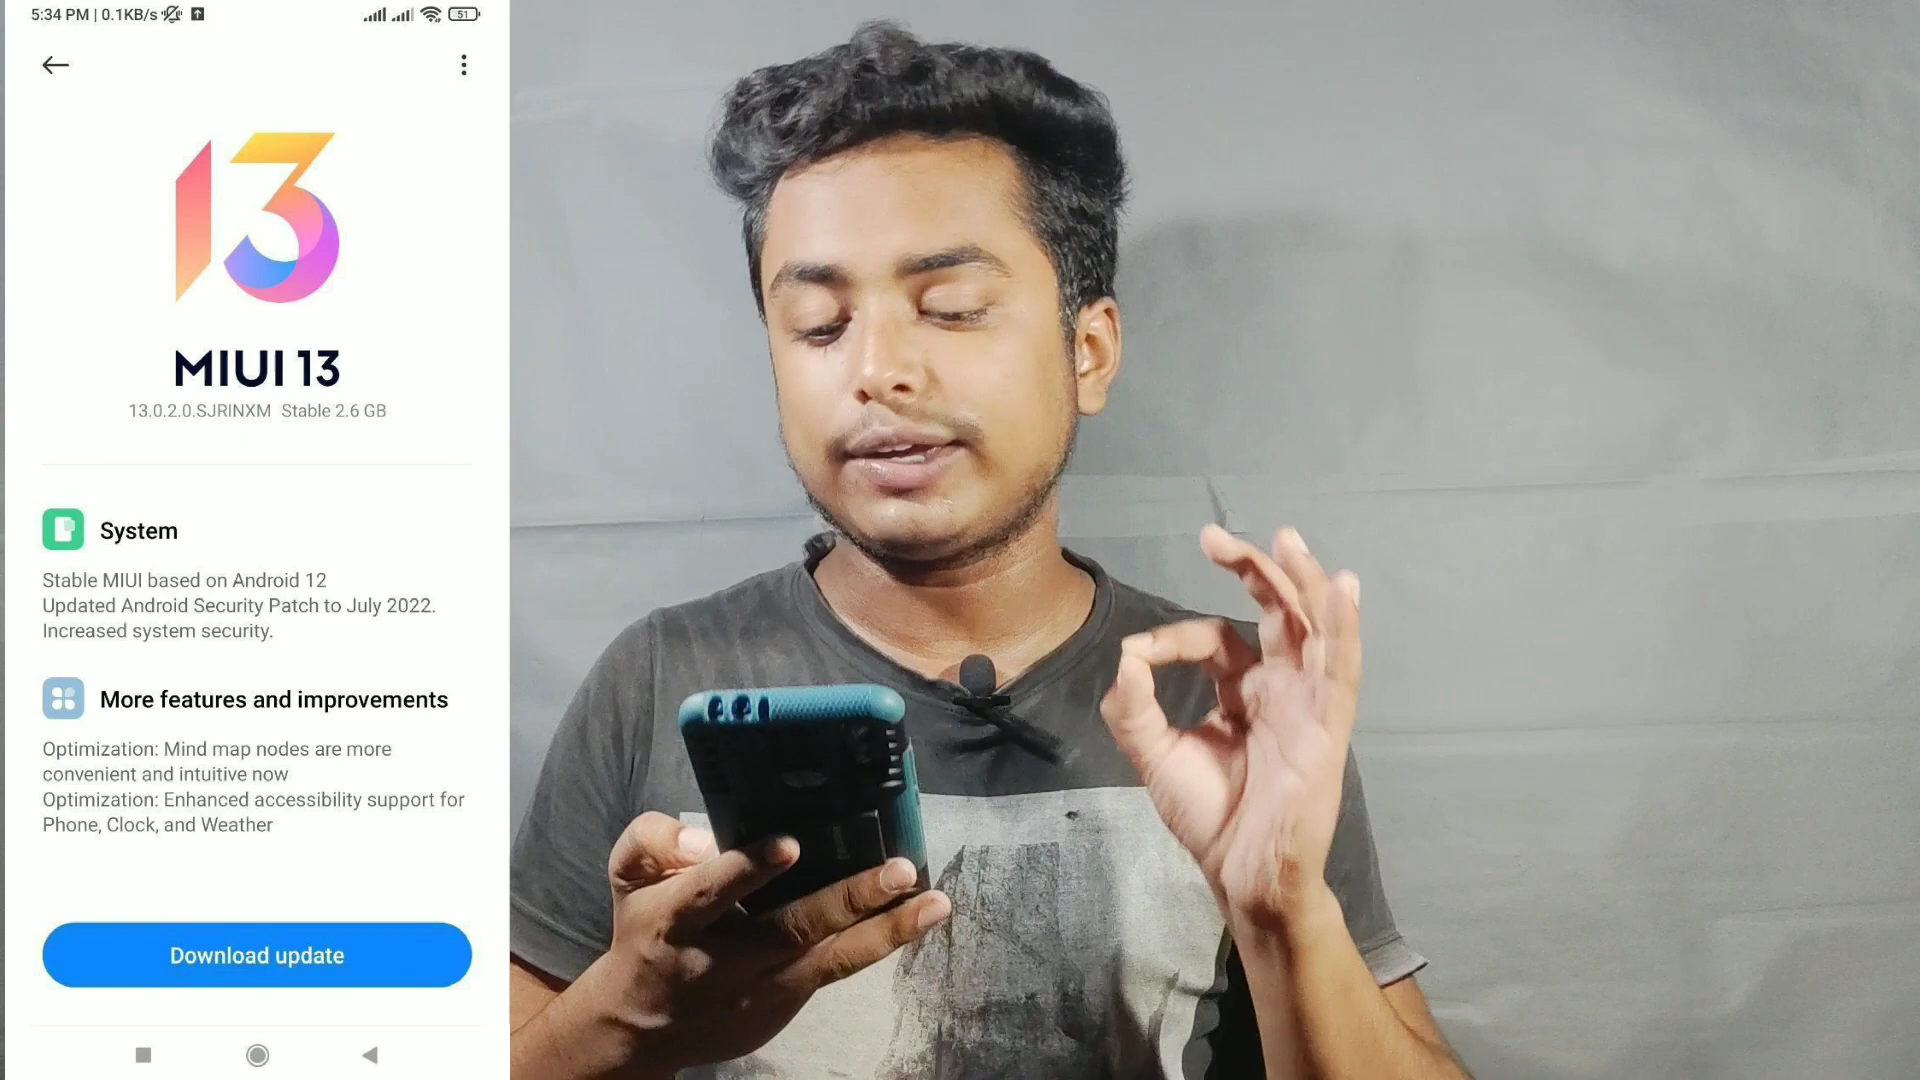 5:34 PM | 0.1KB/s
51
13
MIUI 13
13.0.2.0.SJRINXM Stable 2.6 GB
System
Stable MIUI based on Android 12
Updated Android Security Patch to July 2022.
Increased system security.
More features and improvements
Optimization: Mind map nodes are more
convenient and intuitive now
Optimization: Enhanced accessibility support for
Phone, Clock, and Weather
Download update